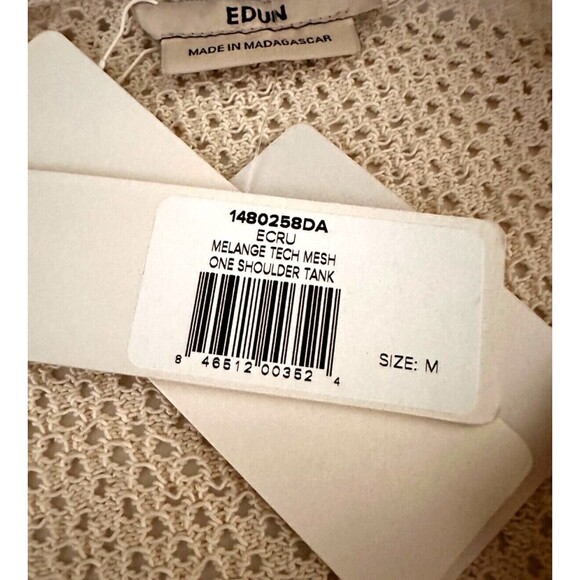 EDUN
MADE IN MADAGASCAR
1480258DA
ECRU
MELANGE TECH MESH
ONE SHOULDER TANK
8 46512 00352 4
SIZE: M